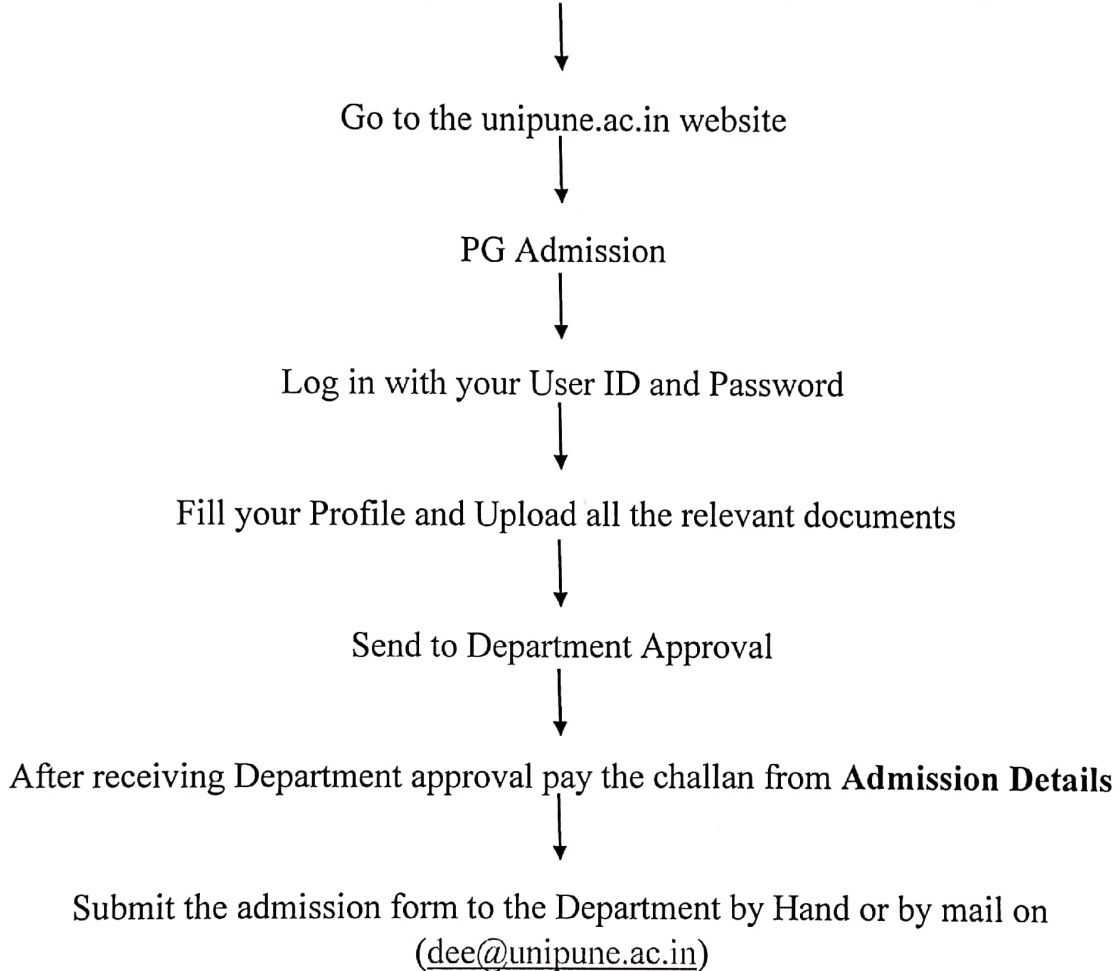 Go to the unipune.ac.in website
PG Admission
Log in with your User ID and Password
Fill your Profile and Upload all the relevant documents
Send to Department Approval
After receiving Department approval pay the challan from Admission Details
Submit the admission form to the Department by Hand or by mail on
(dee@unipune.ac.in)